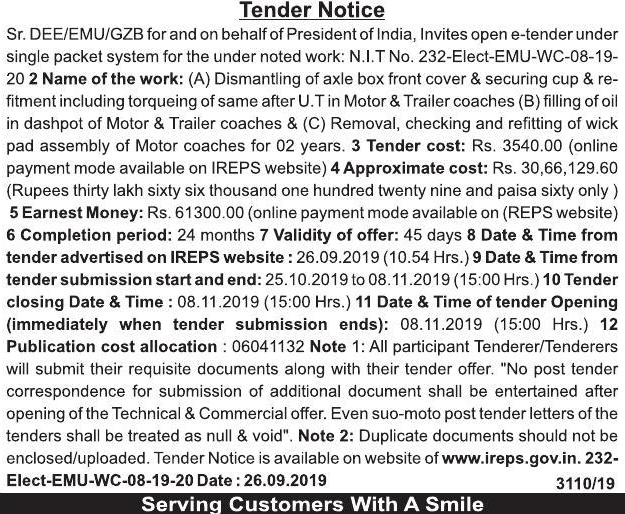 Tender Notice
Sr. DEE/EMU/GZB for and on behalf of President of India, Invites open e-tender under
single packet system for the under noted work: N.I.T No. 232-Elect-EMU-WC-08-19-
20 2 Name of the work: (A) Dismantling of axle box front cover & securing cup & re-
fitment including torqueing of same after U.T in Motor & Trailer coaches (B) filling of oil
in dashpot of Motor & Trailer coaches & (C) Removal, checking and refitting of wick
pad assembly of Motor coaches for 02 years. 3 Tender cost: Rs. 3540.00 (online
payment mode available on IREPS website) 4 Approximate cost: Rs. 30,66,129.60
(Rupees thirty lakh sixty six thousand one hundred twenty nine and paisa sixty only )
5 Earnest Money: Rs. 61300.00 (online payment mode available on (REPS website)
6 Completion period: 24 months 7 Validity of offer: 45 days 8 Date & Time from
tender advertised on IREPS website : 26.09.2019 (10.54 Hrs.) 9 Date & Time from
tender submission start and end: 25.10.2019 to 08.11.2019 (15:00 Hrs.) 10 Tender
closing Date & Time : 08.11.2019 (15:00 Hrs.) 11 Date & Time of tender Opening
(immediately when tender submission ends): 08.11.2019 (15:00 Hrs.) 12
Publication cost allocation : 06041132 Note 1: All participant Tenderer/Tenderers
will submit their requisite documents along with their tender offer. "No post tender
correspondence for submission of additional document shall be entertained after
opening of the Technical & Commercial offer. Even suo-moto post tender letters of the
tenders shall be treated as null & void". Note 2: Duplicate documents should not be
enclosed/uploaded. Tender Notice is available on website of www.ireps.gov.in. 232-
Elect-EMU-WC-08-19-20 Date : 26.09.2019 3110/19
Serving Customers With A Smile